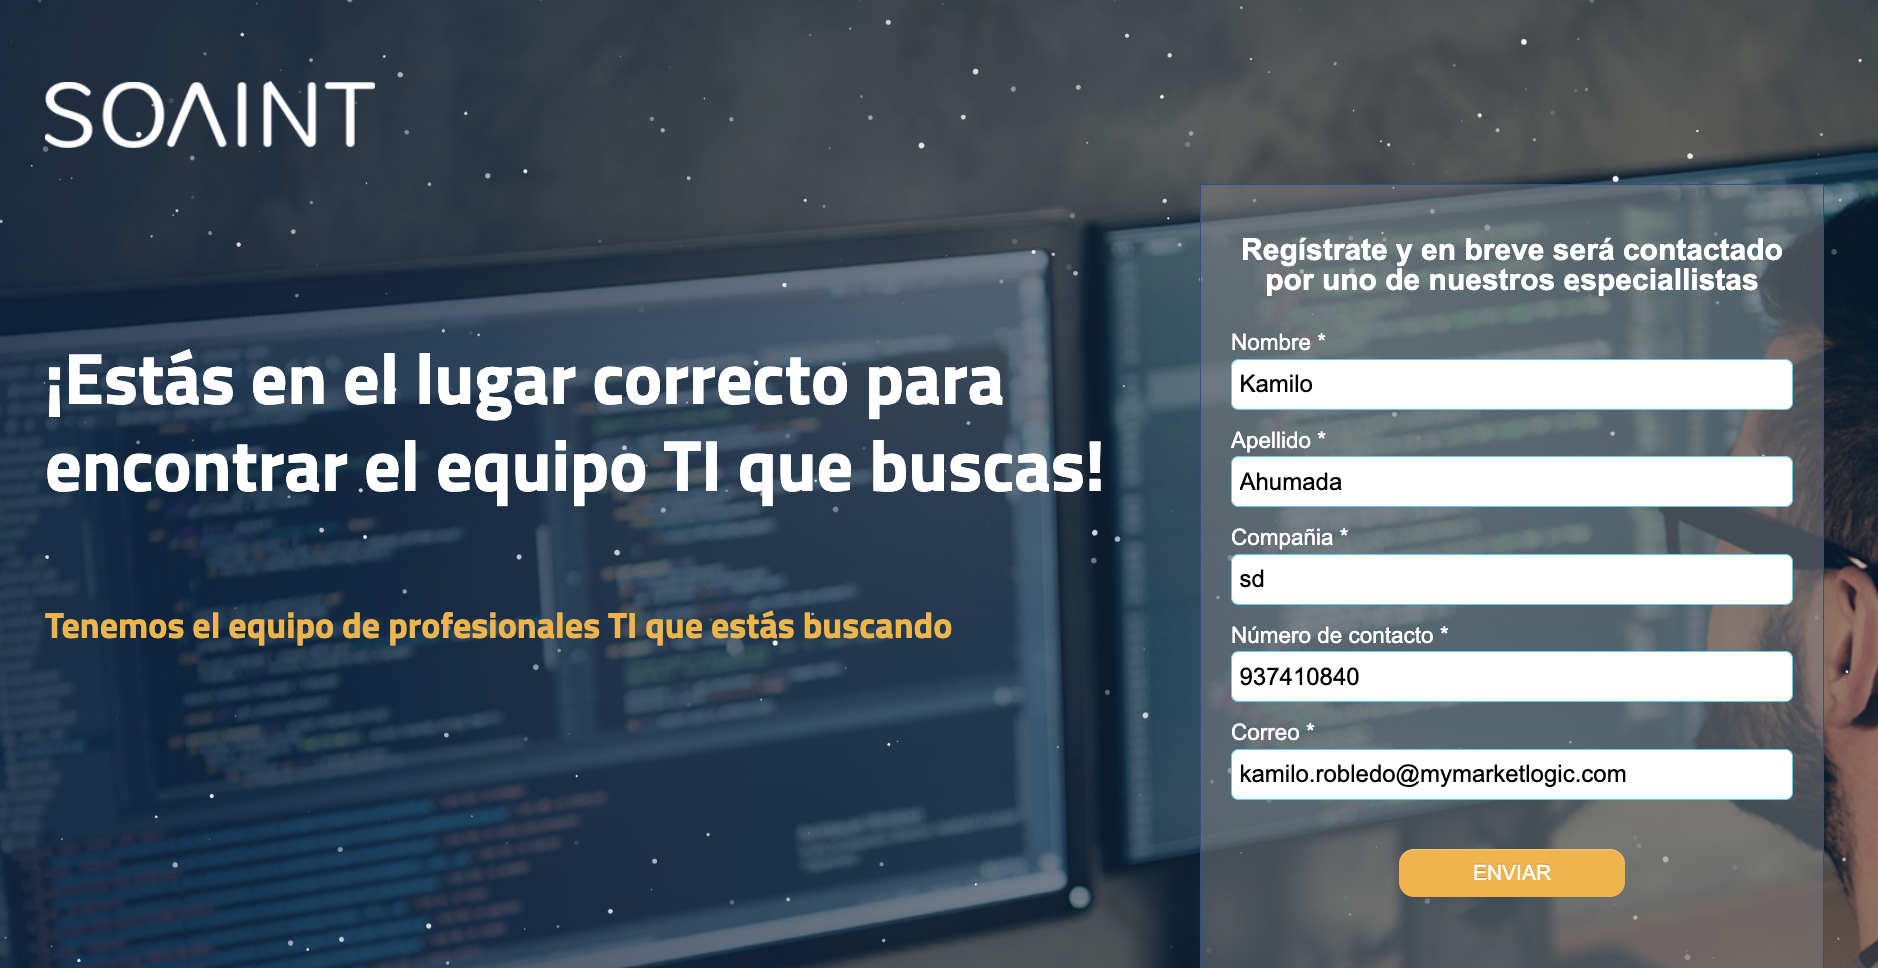 SOAINT
¡Estás en el lugar correcto para
encontrar el equipo TI que buscas!
Tenemos el equipo de profesionales TI que estás buscando
Regístrate y en breve será contactado
por uno de nuestros especiallistas
Nombre *
Kamilo
Apellido *
Ahumada
Compañia *
sd
Número de contacto *
937410840
Correo *
kamilo.robledo@mymarketlogic.com
ENVIAR